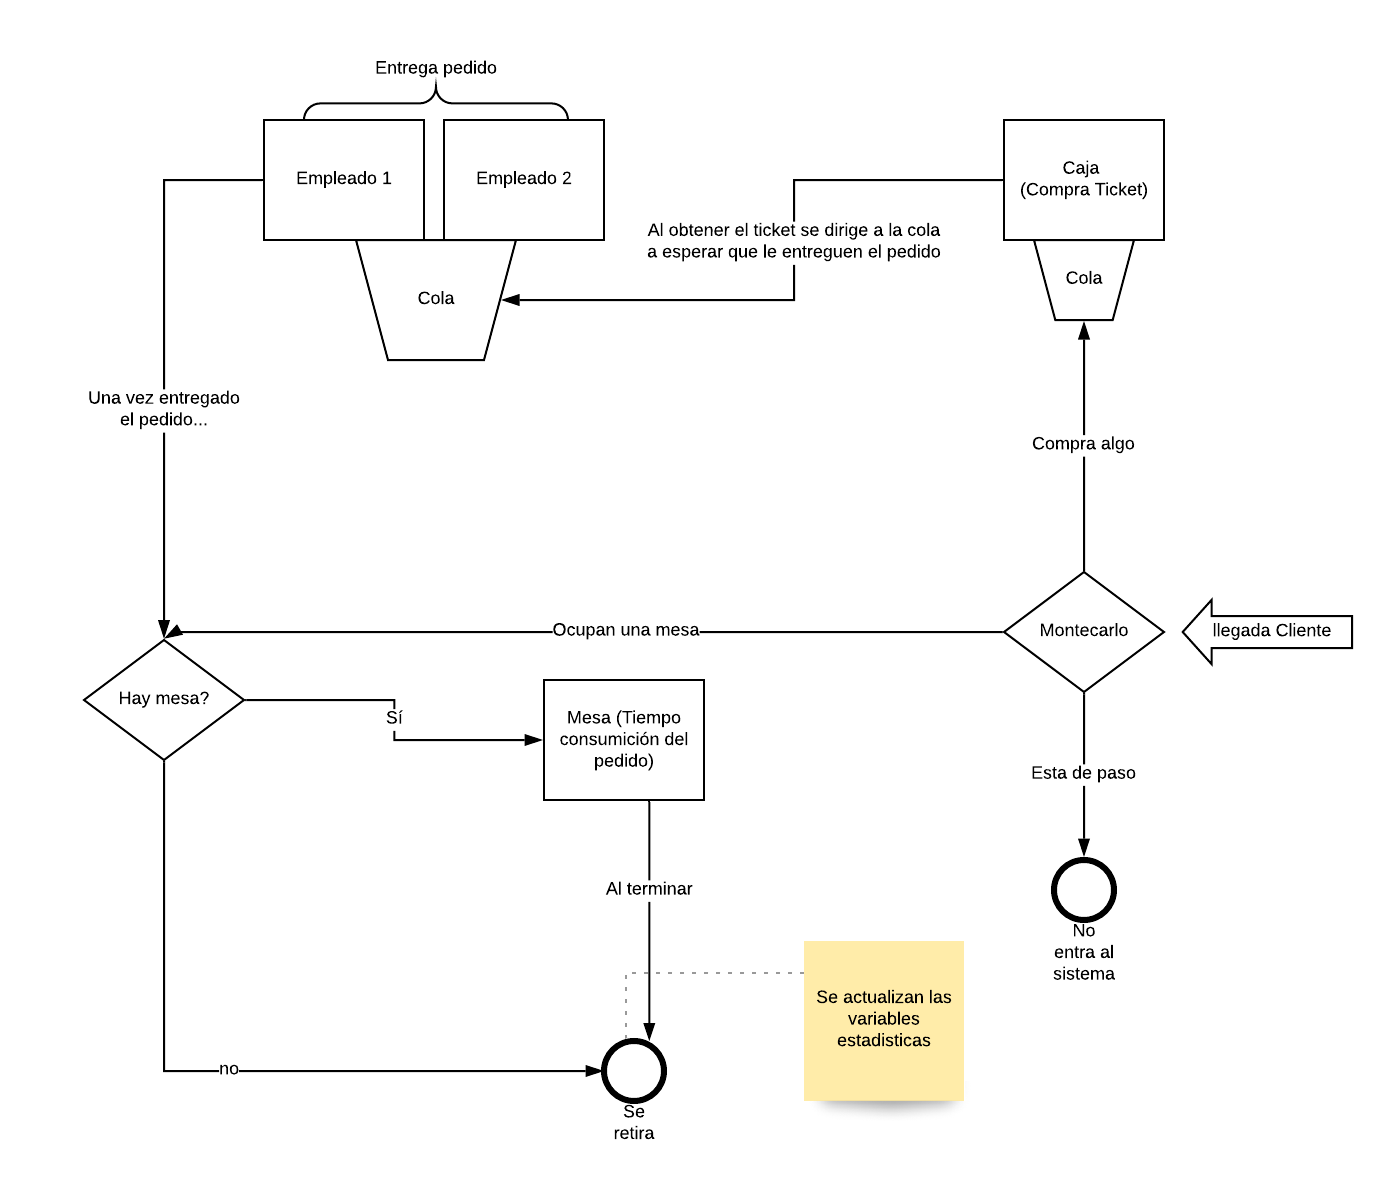 Entrega pedido
Empleado 1
Empleado 2
Cola
Caja
(Compra Ticket)
Cola
Al obtener el ticket se dirige a la cola
a esperar que le entreguen el pedido
Una vez entregado
el pedido...
Compra algo
Ocupan una mesa
Montecarlo
llegada Cliente
Hay mesa?
Sí
Mesa (Tiempo
consumición del
pedido)
Esta de paso
Al terminar
No
entra al
sistema
Se actualizan las
variables
estadisticas
no
Se
retira